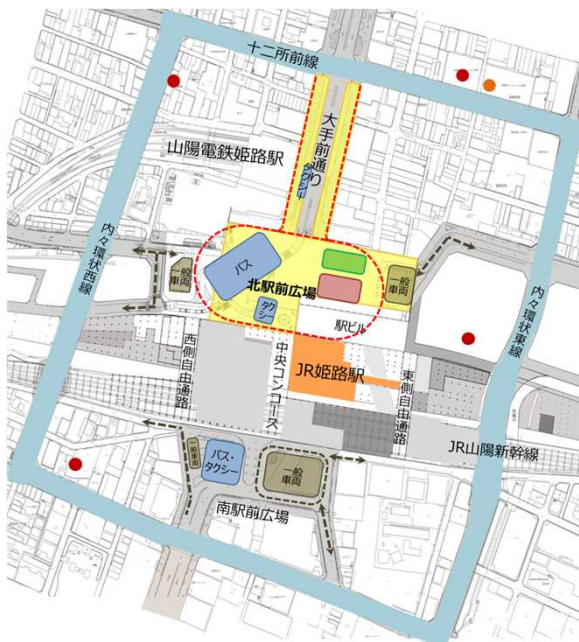 十二所前線
大手前通り
山陽電鉄姫路駅
タクシー
内々環状西線
バス
一般
車両
北駅前広場
一般
車両
タク
シー
駅ビル
内々環状東線
JR姫路駅
西側自由通路
中央コンコース
東側自由通路
JR山陽新幹線
一般
車両
バス・
タクシー
一般
車両
南駅前広場